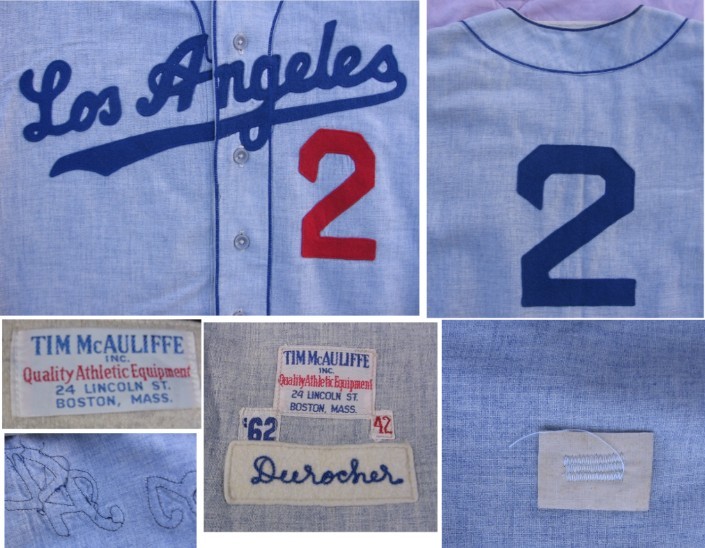 Los Angeles
2
2
TIM McAULIFFE
INC.
Quality Athletic Equipment
24 LINCOLN ST.
BOSTON, MASS.
TIM McAULIFFE
INC.
Quality Athletic Equipment
24 LINCOLN ST.
BOSTON, MASS.
'62 42
Durocher